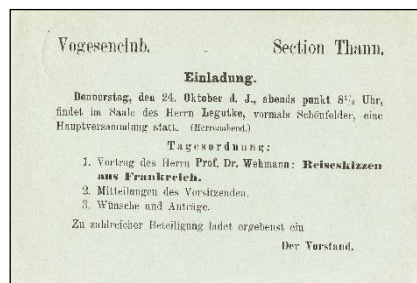 Vogesenclub. Section Thann.
Einladung.
Donnerstag, den 24. Oktober d. J., abends punkt 8½ Uhr,
findet im Saale des Herrn Legutke, vormals Schönfelder, eine
Hauptversammlung statt. (Herrenabend.)
Tagesordnung:
1. Vortrag des Herrn Prof. Dr. Wehmann: Reiseskizzen
aus Frankreich.
2. Mitteilungen des Vorsitzenden.
3. Wünsche und Anträge.
Zu zahlreicher Beteiligung ladet ergebenst ein
Der Vorstand.